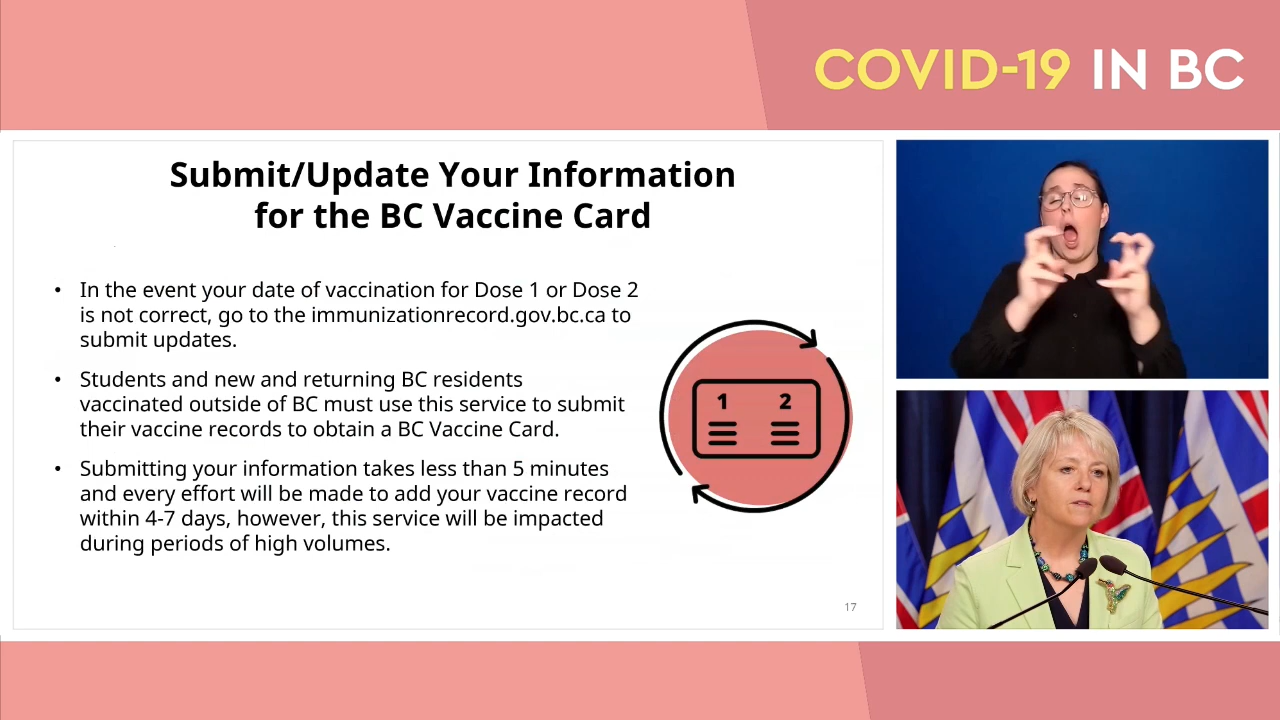 COVID-19 IN BC
Submit/Update Your Information
for the BC Vaccine Card
• In the event your date of vaccination for Dose 1 or Dose 2
is not correct, go to the immunizationrecord.gov.bc.ca to
submit updates.
• Students and new and returning BC residents
vaccinated outside of BC must use this service to submit
their vaccine records to obtain a BC Vaccine Card.
• Submitting your information takes less than 5 minutes
and every effort will be made to add your vaccine record
within 4-7 days, however, this service will be impacted
during periods of high volumes.
1 2
17